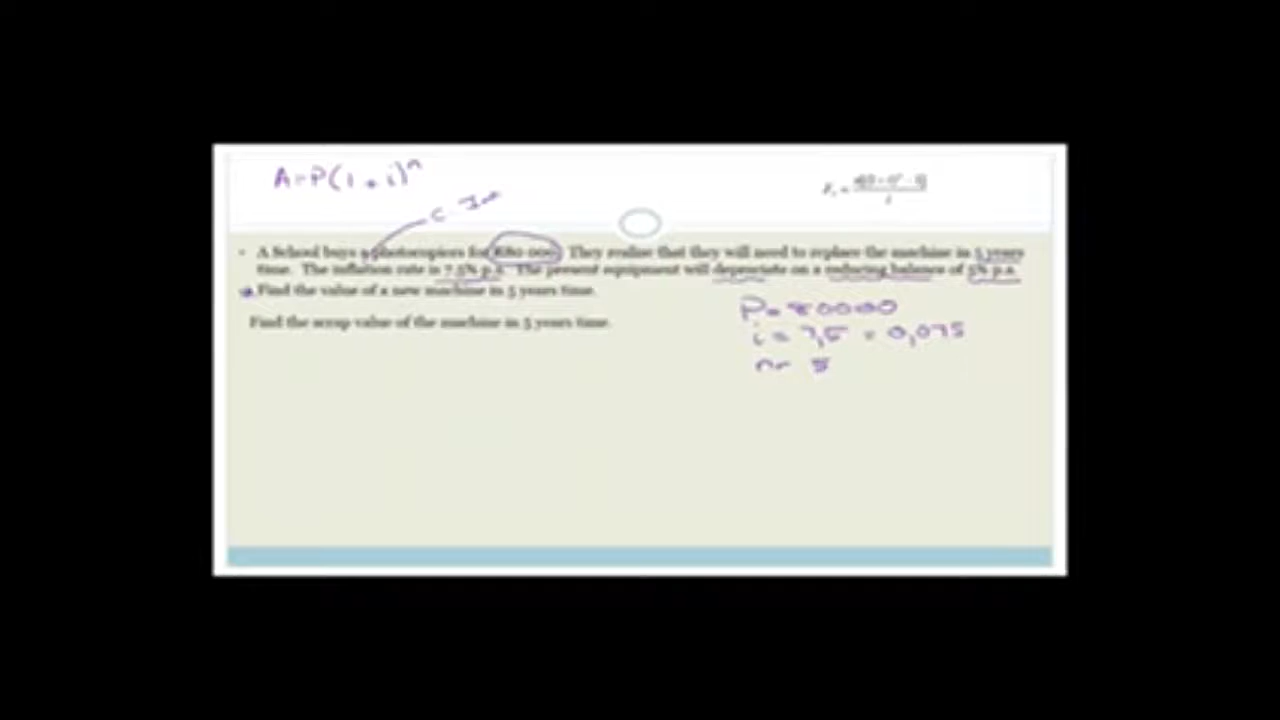 A=P(1+i)ⁿ
C. Int
• A School buys a photocopiers for R80 000. They realise that they will need to replace the machine in 5 years
time. The inflation rate is 7.5% p.a. The present equipment will depreciate on a reducing balance of 5% p.a.
Find the value of a new machine in 5 years time.
Find the scrap value of the machine in 5 years time.
P=80000
i = 7,5 = 0,075
n= 5